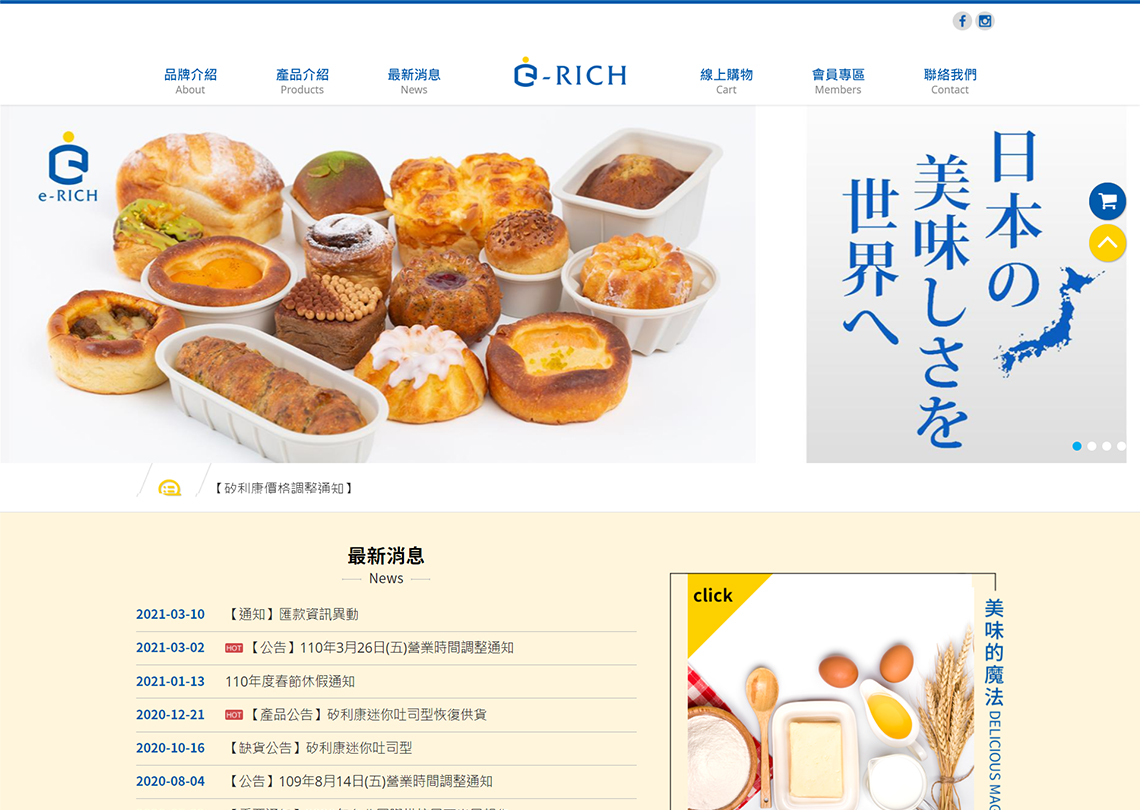 品牌介紹
About
產品介紹
Products
最新消息
News
e-RICH
線上購物
Cart
會員專區
Members
聯絡我們
Contact
e-RICH
日本の
美味しさを
世界へ
【矽利康價格調整通知】
最新消息
News
2021-03-10 【通知】匯款資訊異動
2021-03-02 HOT 【公告】110年3月26日(五)營業時間調整通知
2021-01-13 110年度春節休假通知
2020-12-21 HOT 【產品公告】矽利康迷你吐司型恢復供貨
2020-10-16 【缺貨公告】矽利康迷你吐司型
2020-08-04 【公告】109年8月14日(五)營業時間調整通知
click
美味的魔法
DELICIOUS